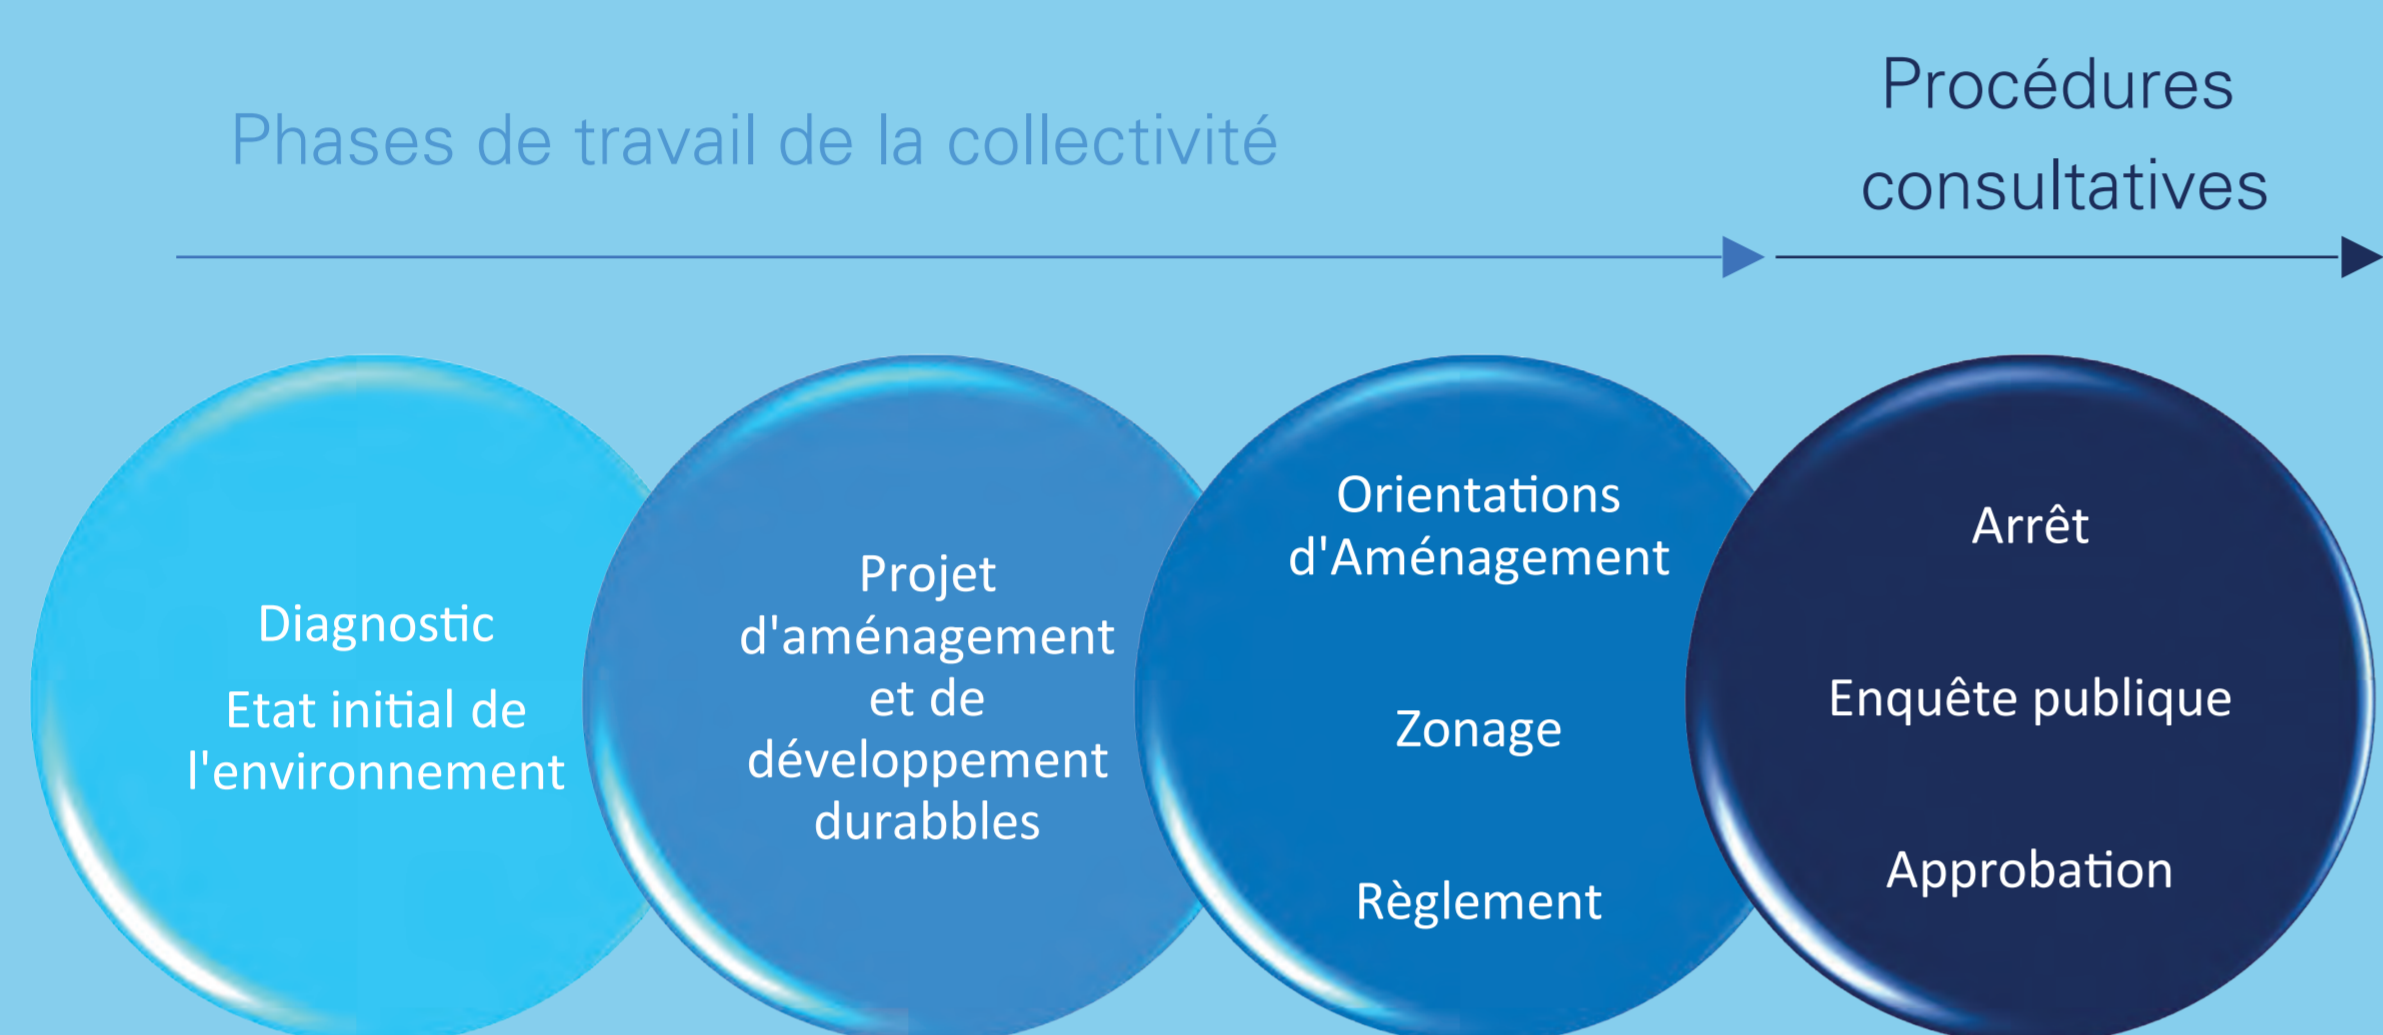 Phases de travail de la collectivité
Procédures
consultatives
Diagnostic
Etat initial de
l'environnement
Projet
d'aménagement
et de
développement
durabbles
Orientations
d'Aménagement
Zonage
Règlement
Arrêt
Enquête publique
Approbation